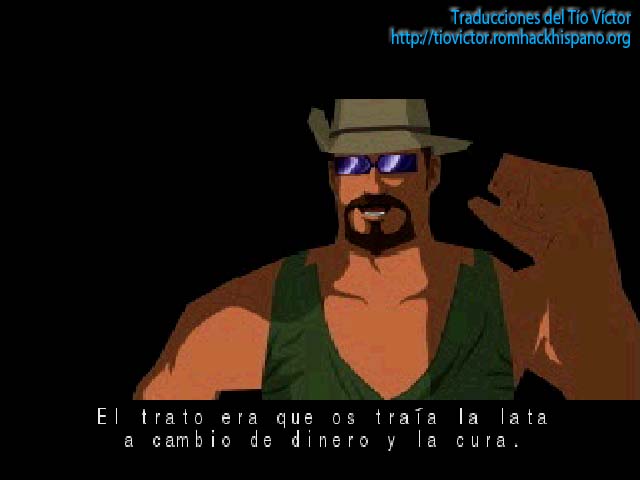 Traducciones del Tío Víctor
http://tiovictor.romhackhispano.org
El trato era que os traía la lata
a cambio de dinero y la cura.